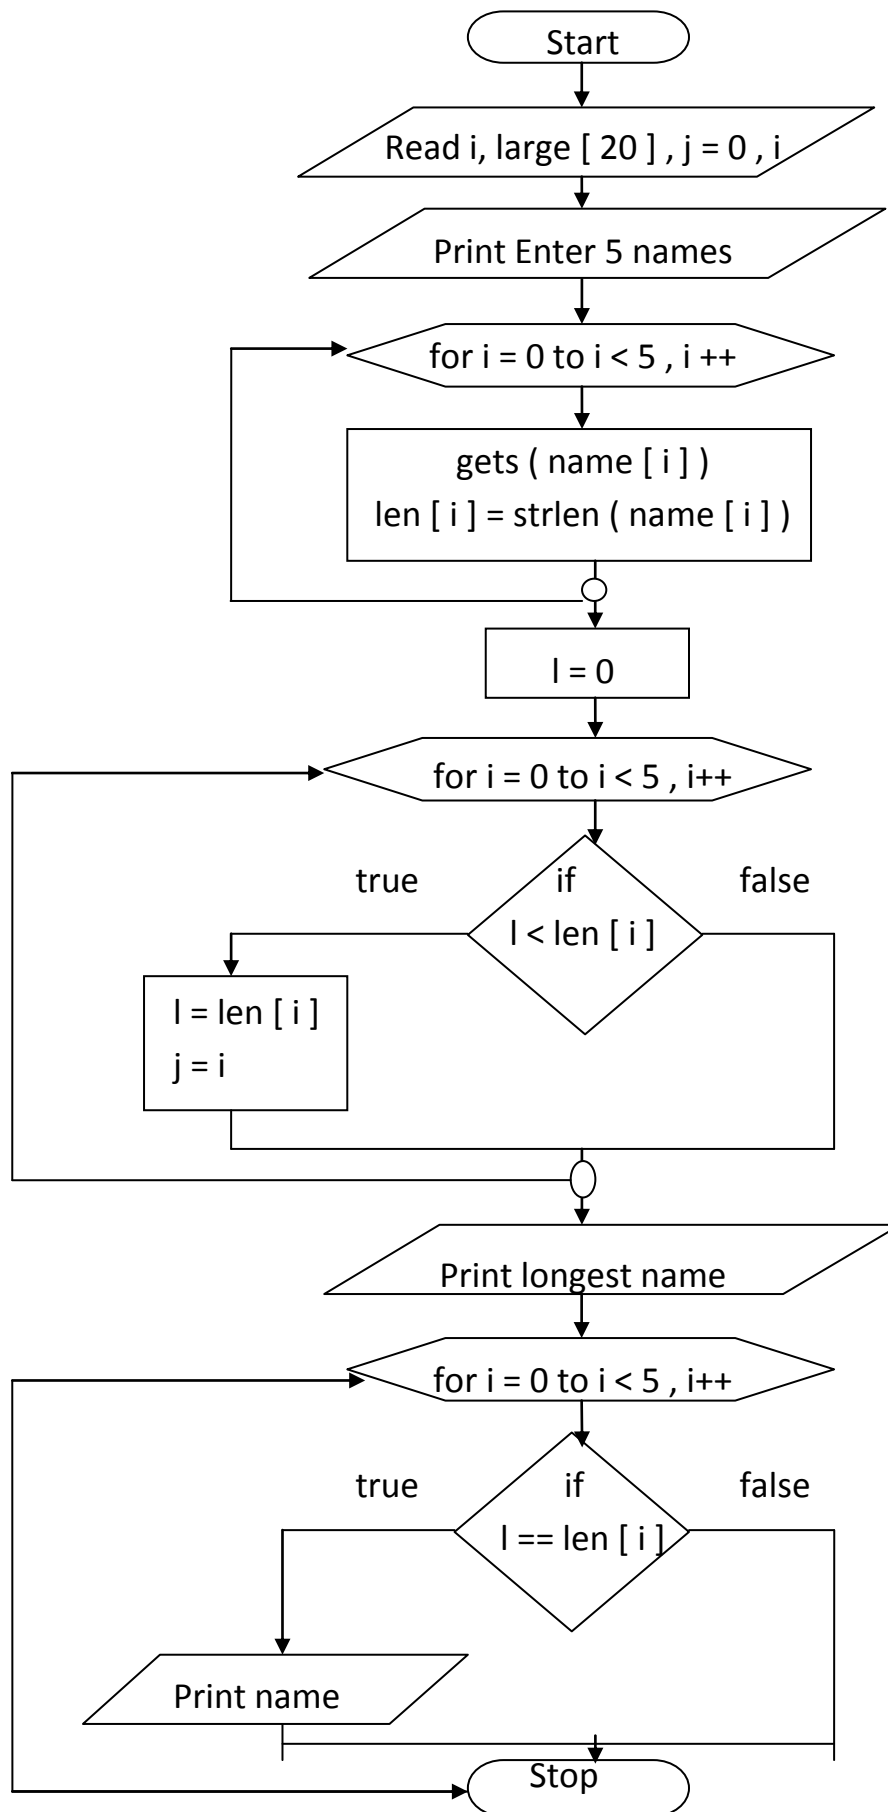 Start
Read i, large [ 20 ] , j = 0 , i
Print Enter 5 names
for i = 0 to i < 5 , i ++
gets ( name [ i ] )
len [ i ] = strlen ( name [ i ] )
l = 0
for i = 0 to i < 5 , i++
true if false
l < len [ i ]
l = len [ i ]
j = i
Print longest name
for i = 0 to i < 5 , i++
true if false
l == len [ i ]
Print name
Stop